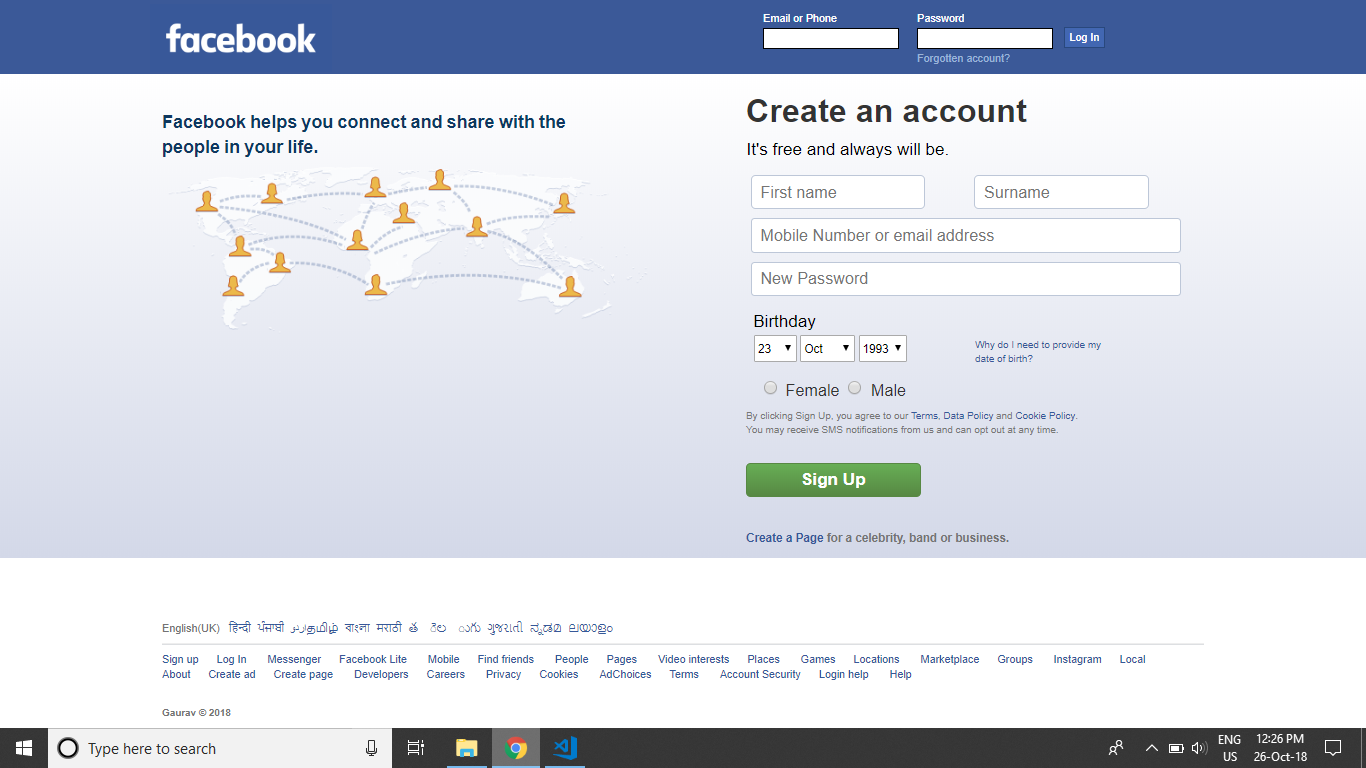 facebook
Email or Phone
Password
Log In
Forgotten account?
Facebook helps you connect and share with the
people in your life.
Create an account
It's free and always will be.
First name
Surname
Mobile Number or email address
New Password
Birthday
23
Oct
1993
Why do I need to provide my
date of birth?
Female
Male
By clicking Sign Up, you agree to our Terms, Data Policy and Cookie Policy.
You may receive SMS notifications from us and can opt out at any time.
Sign Up
Create a Page for a celebrity, band or business.
English(UK) हिन्दी ਪੰਜਾਬੀ اردو தமிழ் বাংলা मराठी ગુજરાતી ನ್ನಡಮ ലയാളം
Sign up Log In Messenger Facebook Lite Mobile Find friends People Pages Video interests Places Games Locations Marketplace Groups Instagram Local
About Create ad Create page Developers Careers Privacy Cookies AdChoices Terms Account Security Login help Help
Gaurav © 2018
Type here to search
ENG
US
12:26 PM
26-Oct-18